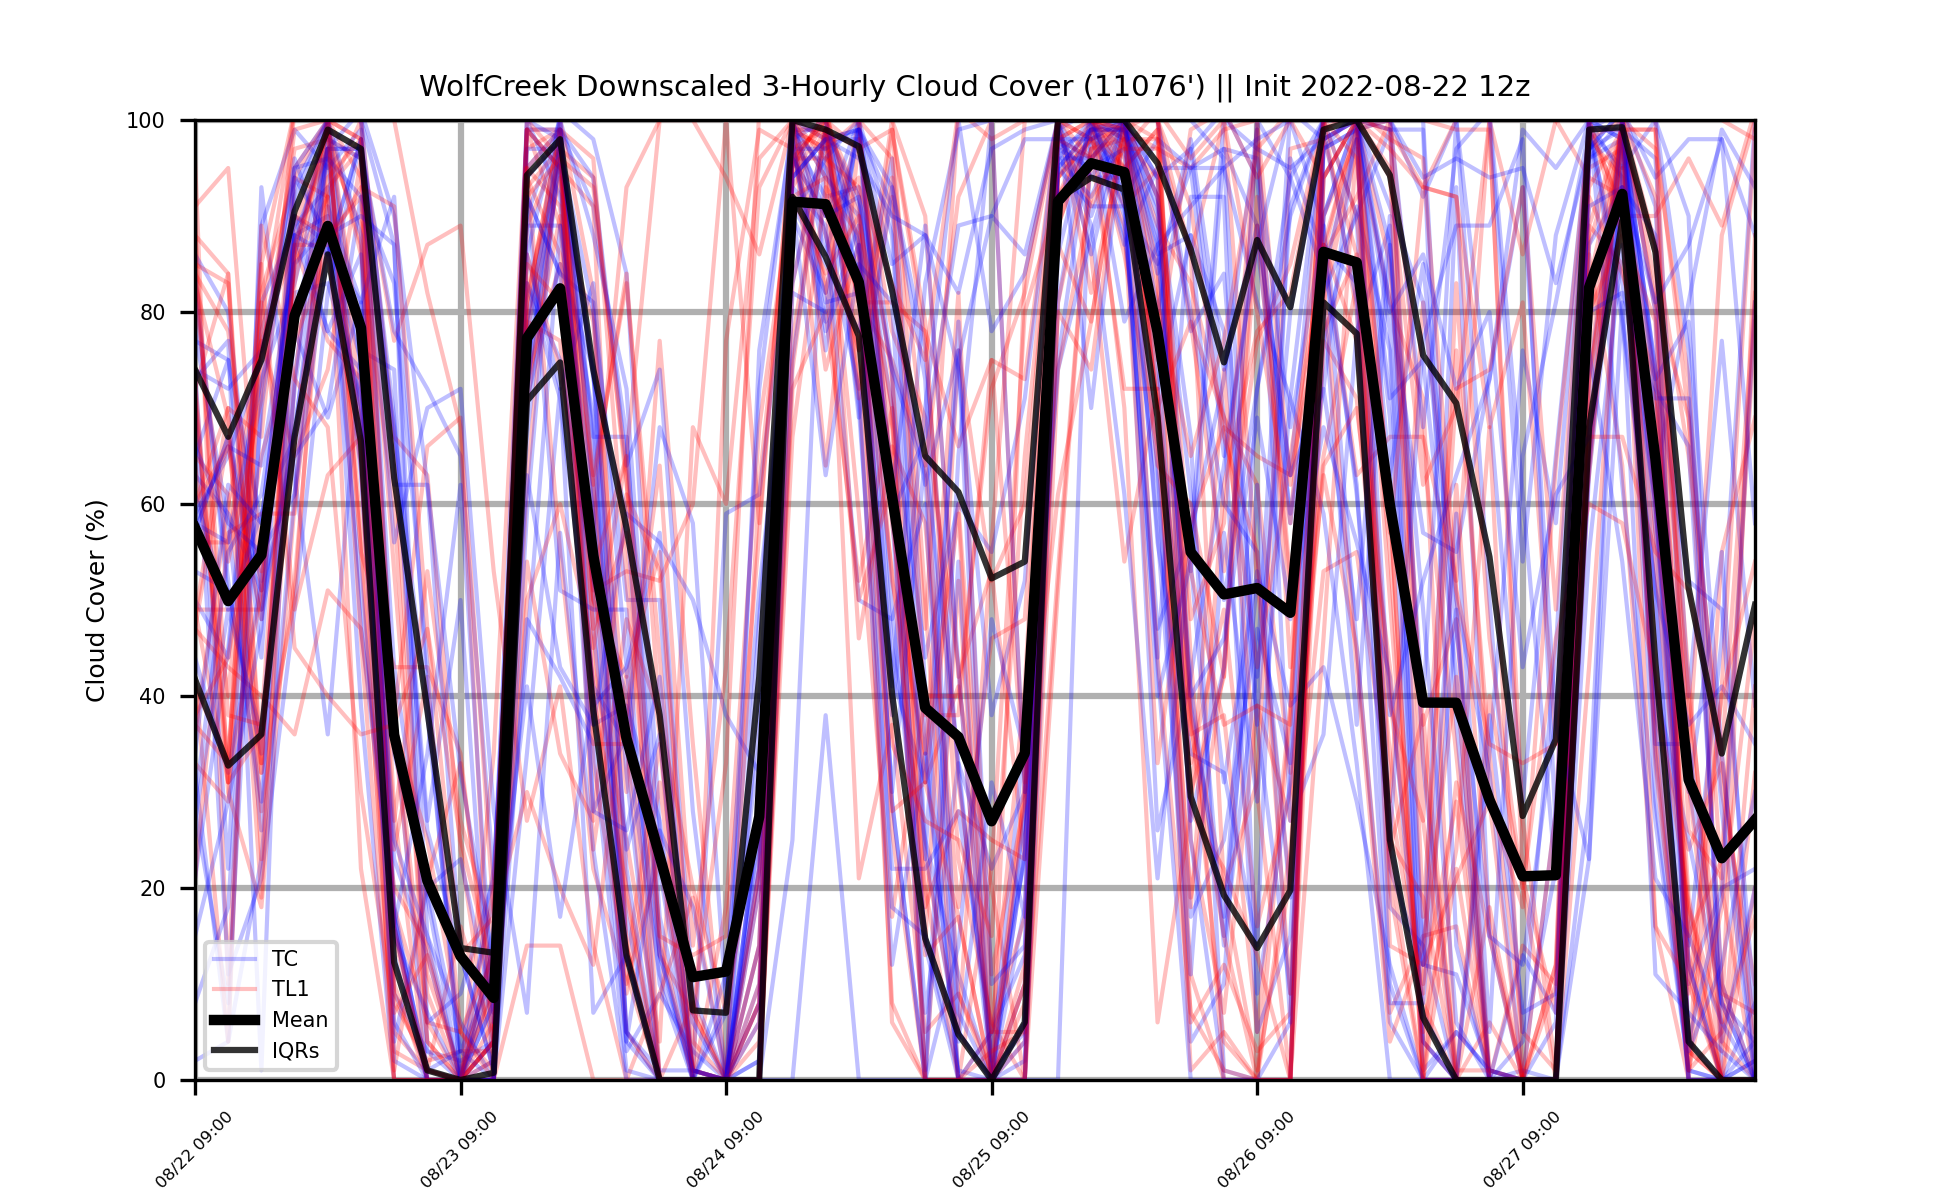 WolfCreek Downscaled 3-Hourly Cloud Cover (11076') || Init 2022-08-22 12z
Cloud Cover (%)
100
80
60
40
20
0
TC
TL1
Mean
IQRs
08/22 09:00
08/23 09:00
08/24 09:00
08/25 09:00
08/26 09:00
08/27 09:00